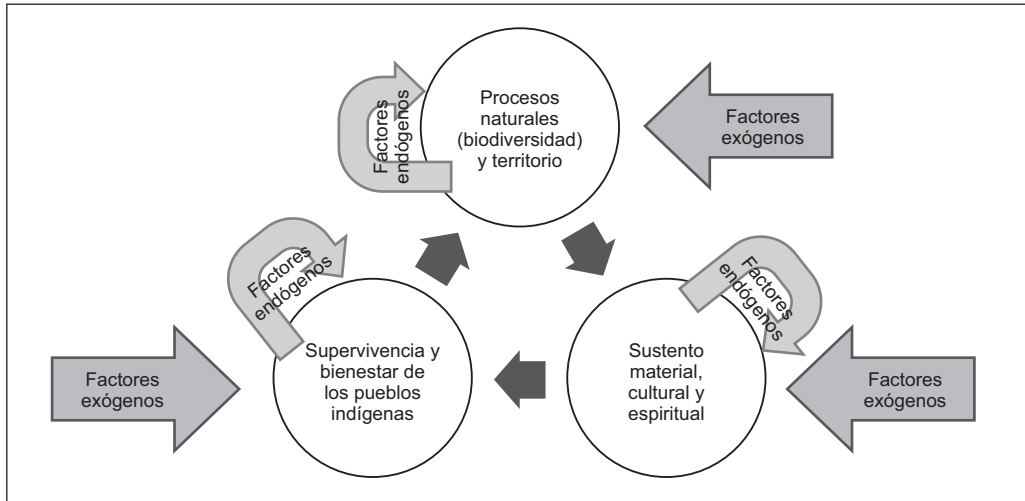 Procesos
naturales
(biodiversidad)
y territorio
Factores
endógenos
Factores
exógenos
Factores
endógenos
Factores
endógenos
Supervivencia y
bienestar de
los pueblos
indígenas
Sustento
material,
cultural y
espiritual
Factores
exógenos
Factores
exógenos